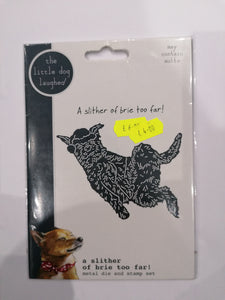 the
little dog
laughed
may
contain
mutts
A slither of brie too far!
a slither
of brie too far!
metal die and stamp set